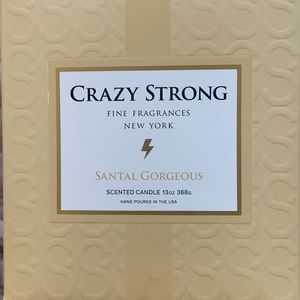 CRAZY STRONG
FINE FRAGRANCES
NEW YORK
SANTAL GORGEOUS
SCENTED CANDLE 13oz 368g
HAND POURED IN THE USA